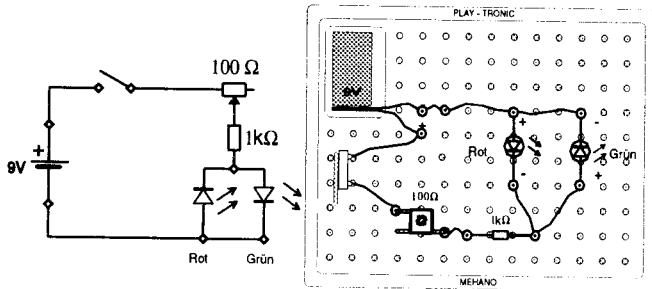 100 Ω
1kΩ
+
9V
Rot
Grün
PLAY - TRONIC
9V
+
+
-
Rot
Grün
-
+
100Ω
1kΩ
MEHANO